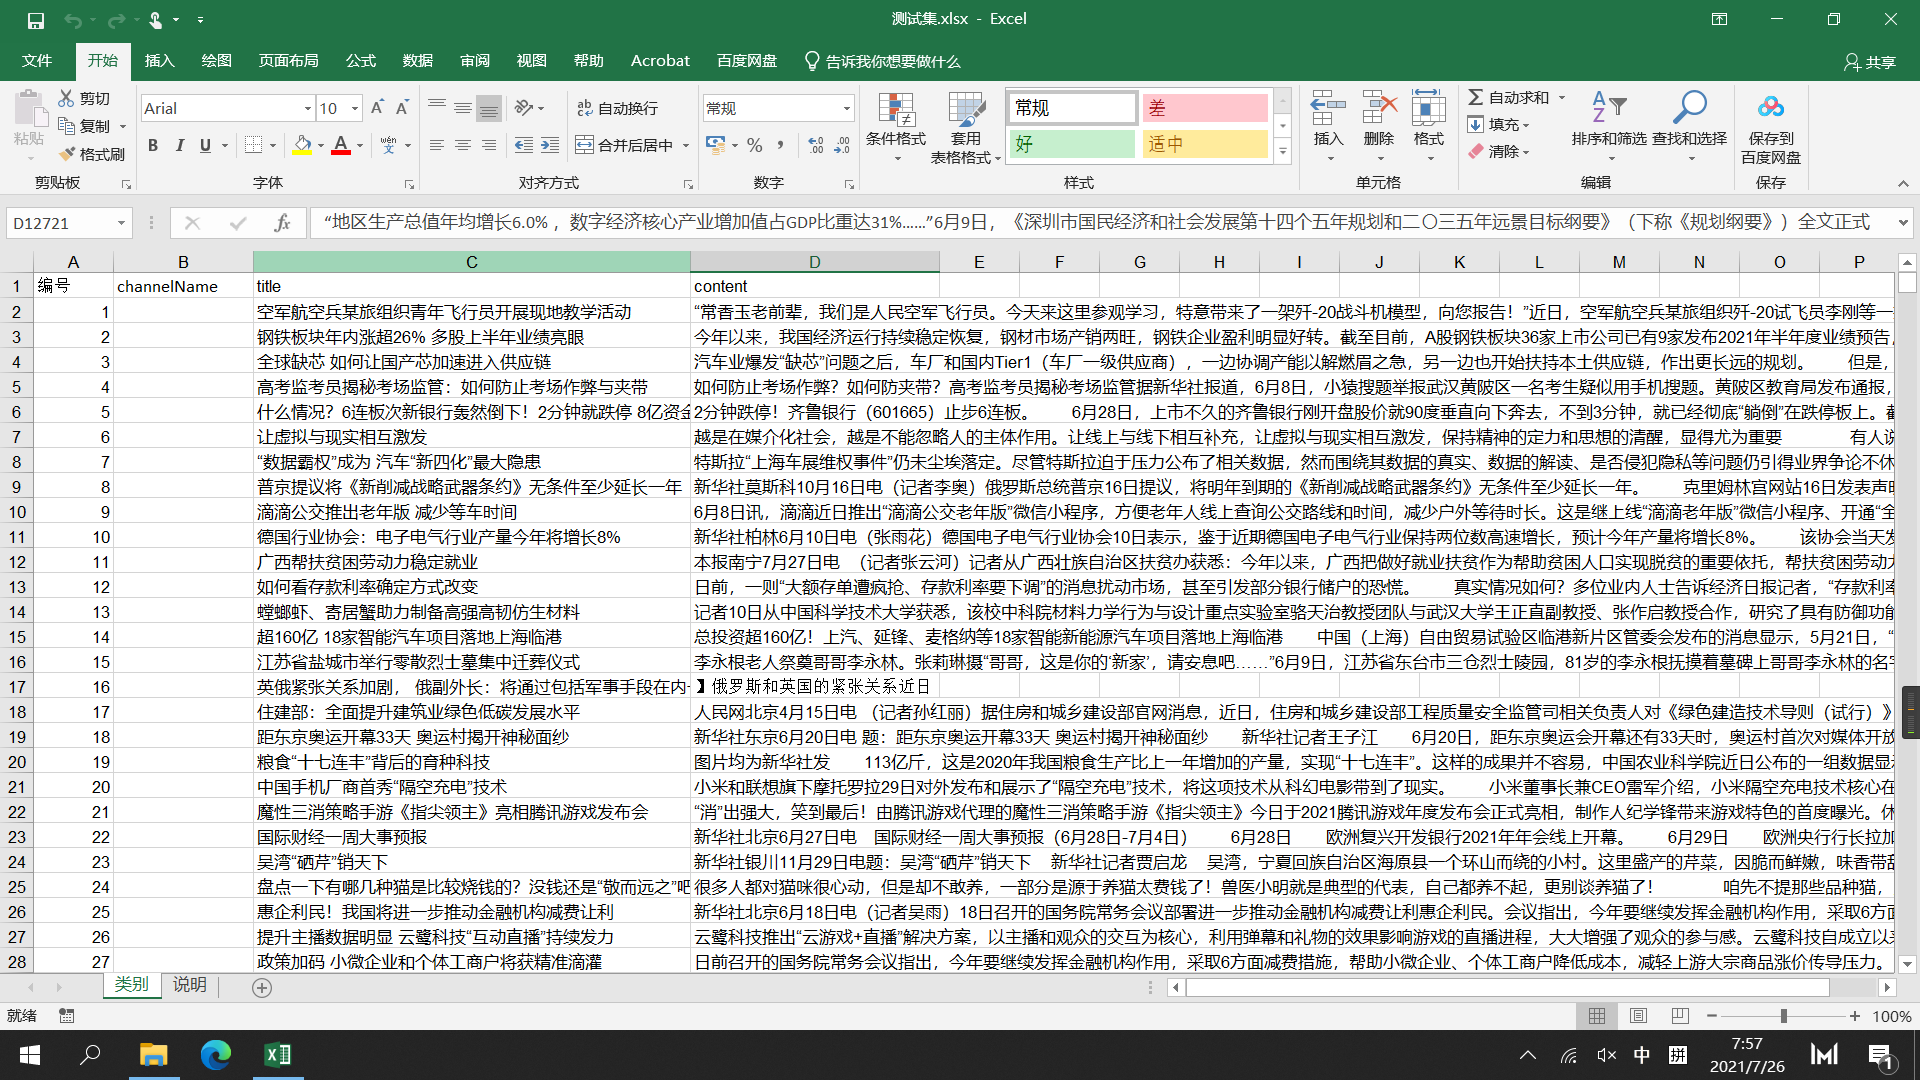 测试集.xlsx - Excel
文件 开始 插入 绘图 页面布局 公式 数据 审阅 视图 帮助 Acrobat 百度网盘 告诉我你想要做什么 共享
粘贴 剪切 复制 格式刷 剪贴板
Arial 10 B I U A 字体
自动换行 合并后居中 对齐方式
常规 % 数字
条件格式 套用表格格式 常规 差 好 适中 样式
插入 删除 格式 单元格
自动求和 填充 清除 排序和筛选 查找和选择 编辑
保存到百度网盘 保存
D12721 fx “地区生产总值年均增长6.0%，数字经济核心产业增加值占GDP比重达31%……”6月9日，《深圳市国民经济和社会发展第十四个五年规划和二〇三五年远景目标纲要》（下称《规划纲要》）全文正式
A B C D E F G H I J K L M N O P
1 编号 channelName title content
2 1 空军航空兵某旅组织青年飞行员开展现地教学活动 “常香玉老前辈，我们是人民空军飞行员。今天来这里参观学习，特意带来了一架歼-20战斗机模型，向您报告！”近日，空军航空兵某旅组织歼-20试飞员李刚等一
3 2 钢铁板块年内涨超26% 多股上半年业绩亮眼 今年以来，我国经济运行持续稳定恢复，钢材市场产销两旺，钢铁企业盈利明显好转。截至目前，A股钢铁板块36家上市公司已有9家发布2021年半年度业绩预告，
4 3 全球缺芯 如何让国产芯加速进入供应链 汽车业爆发“缺芯”问题之后，车厂和国内Tier1（车厂一级供应商），一边协调产能以解燃眉之急，另一边也开始扶持本土供应链，作出更长远的规划。 但是，
5 4 高考监考员揭秘考场监管：如何防止考场作弊与夹带 如何防止考场作弊？如何防夹带？高考监考员揭秘考场监管据新华社报道，6月8日，小猿搜题举报武汉黄陂区一名考生疑似用手机搜题。黄陂区教育局发布通报，
6 5 什么情况？6连板次新银行轰然倒下！2分钟就跌停 8亿资金 2分钟跌停！齐鲁银行（601665）止步6连板。 6月28日，上市不久的齐鲁银行刚开盘股价就90度垂直向下奔去，不到3分钟，就已经彻底“躺倒”在跌停板上。截
7 6 让虚拟与现实相互激发 越是在媒介化社会，越是不能忽略人的主体作用。让线上与线下相互补充，让虚拟与现实相互激发，保持精神的定力和思想的清醒，显得尤为重要 有人说
8 7 “数据霸权”成为 汽车“新四化”最大隐患 特斯拉“上海车展维权事件”仍未尘埃落定。尽管特斯拉迫于压力公布了相关数据，然而围绕其数据的真实、数据的解读、是否侵犯隐私等问题仍引得业界争论不休
9 8 普京提议将《新削减战略武器条约》无条件至少延长一年 新华社莫斯科10月16日电（记者李奥）俄罗斯总统普京16日提议，将明年到期的《新削减战略武器条约》无条件至少延长一年。 克里姆林官网站16日发表声明
10 9 滴滴公交推出老年版 减少等车时间 6月8日讯，滴滴近日推出“滴滴公交老年版”微信小程序，方便老年人线上查询公交路线和时间，减少户外等待时长。这是继上线“滴滴老年版”微信小程序、开通“全
11 10 德国行业协会：电子电气行业产量今年将增长8% 新华社柏林6月10日电（张雨花）德国电子电气行业协会10日表示，鉴于近期德国电子电气行业保持两位数高速增长，预计今年产量将增长8%。 该协会当天发
12 11 广西帮扶贫困劳动力稳定就业 本报南宁7月27日电 （记者张云河）记者从广西壮族自治区扶贫办获悉：今年以来，广西把做好就业扶贫作为帮助贫困人口实现脱贫的重要依托，帮扶贫困劳动力
13 12 如何看存款利率确定方式改变 日前，一则“大额存单遭疯抢、存款利率要下调”的消息扰动市场，甚至引发部分银行储户的恐慌。 真实情况如何？多位业内人士告诉经济日报记者，“存款利率
14 13 螳螂虾、寄居蟹助力制备高强高韧仿生材料 记者10日从中国科学技术大学获悉，该校中科院材料力学行为与设计重点实验室骆天治教授团队与武汉大学王正直副教授、张作启教授合作，研究了具有防御功能
15 14 超160亿 18家智能汽车项目落地上海临港 总投资超160亿！上汽、延锋、麦格纳等18家智能新能源汽车项目落地上海临港 中国（上海）自由贸易试验区临港新片区管委会发布的消息显示，5月21日，“
16 15 江苏省盐城市举行零散烈士墓集中迁葬仪式 李永根老人祭奠哥哥李永林。张莉琳摄“哥哥，这是你的‘新家’，请安息吧……”6月9日，江苏省东台市三仓烈士陵园，81岁的李永根抚摸着墓碑上哥哥李永林的名字
17 16 英俄紧张关系加剧， 俄副外长：将通过包括军事手段在内 】俄罗斯和英国的紧张关系近日
18 17 住建部：全面提升建筑业绿色低碳发展水平 人民网北京4月15日电 （记者孙红丽）据住房和城乡建设部官网消息，近日，住房和城乡建设部工程质量安全监管司相关负责人对《绿色建造技术导则（试行）》
19 18 距东京奥运开幕33天 奥运村揭开神秘面纱 新华社东京6月20日电 题：距东京奥运开幕33天 奥运村揭开神秘面纱 新华社记者王子江 6月20日，距东京奥运会开幕还有33天时，奥运村首次对媒体开放
20 19 粮食“十七连丰”背后的育种科技 图片均为新华社发 113亿斤，这是2020年我国粮食生产比上一年增加的产量，实现“十七连丰”。这样的成果并不容易，中国农业科学院近日公布的一组数据显示
21 20 中国手机厂商首秀“隔空充电”技术 小米和联想旗下摩托罗拉29日对外发布和展示了“隔空充电”技术，将这项技术从科幻电影带到了现实。 小米董事长兼CEO雷军介绍，小米隔空充电技术核心在
22 21 魔性三消策略手游《指尖领主》亮相腾讯游戏发布会 “消”出强大，笑到最后！由腾讯游戏代理的魔性三消策略手游《指尖领主》今日于2021腾讯游戏年度发布会正式亮相，制作人纪学锋带来游戏特色的首度曝光。休
23 22 国际财经一周大事预报 新华社北京6月27日电 国际财经一周大事预报（6月28日-7月4日） 6月28日 欧洲复兴开发银行2021年年会线上开幕。 6月29日 欧洲央行行长拉加
24 23 吴湾“硒芹”销天下 新华社银川11月29日电题：吴湾“硒芹”销天下 新华社记者贾启龙 吴湾，宁夏回族自治区海原县一个环山而绕的小村。这里盛产的芹菜，因脆而鲜嫩，味香带甜
25 24 盘点一下有哪几种猫是比较烧钱的？没钱还是“敬而远之”吧 很多人都对猫咪很心动，但是却不敢养，一部分是源于养猫太费钱了！兽医小明就是典型的代表，自己都养不起，更别谈养猫了！ 咱先不提那些品种猫，
26 25 惠企利民！我国将进一步推动金融机构减费让利 新华社北京6月18日电（记者吴雨）18日召开的国务院常务会议部署进一步推动金融机构减费让利惠企利民。会议指出，今年要继续发挥金融机构作用，采取6方面
27 26 提升主播数据明显 云鹭科技“互动直播”持续发力 云鹭科技推出“云游戏+直播”解决方案，以主播和观众的交互为核心，利用弹幕和礼物的效果影响游戏的直播进程，大大增强了观众的参与感。云鹭科技自成立以来
28 27 政策加码 小微企业和个体工商户将获精准滴灌 日前召开的国务院常务会议指出，今年要继续发挥金融机构作用，采取6方面减费措施，帮助小微企业、个体工商户降低成本，减轻上游大宗商品涨价传导压力。
类别 说明
就绪 100%
中 拼 7:57 2021/7/26 1